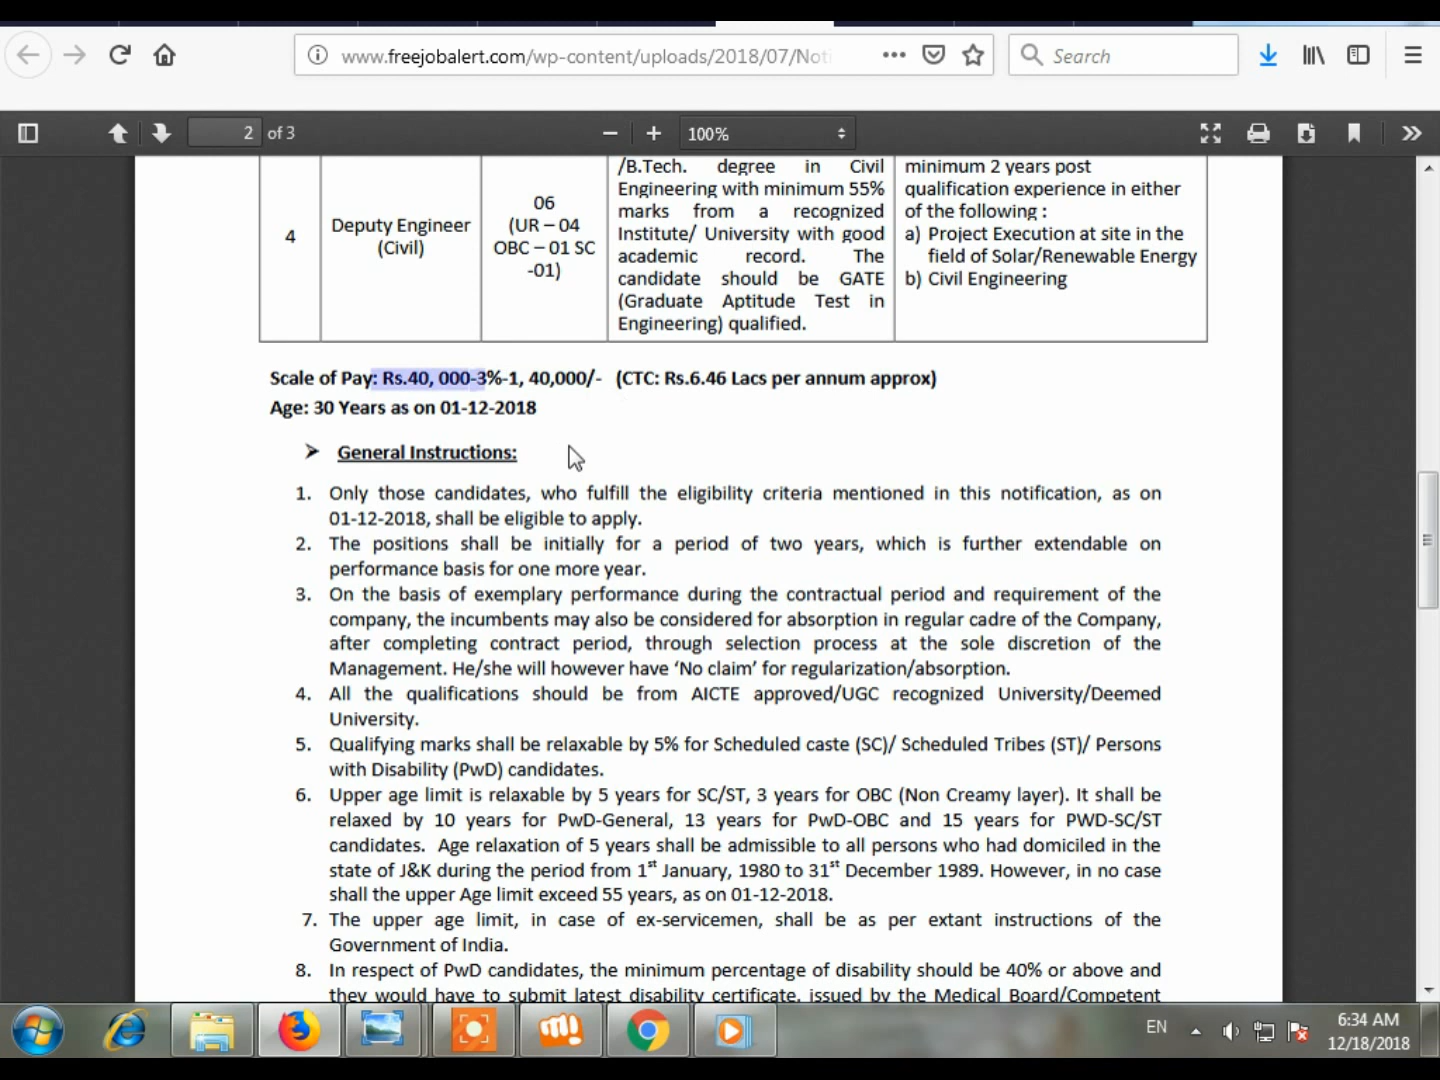 www.freejobalert.com/wp-content/uploads/2018/07/Noti
Search
2 of 3
100%
4
Deputy Engineer
(Civil)
06
(UR – 04
OBC – 01 SC
-01)
/B.Tech. degree in Civil
Engineering with minimum 55%
marks from a recognized
Institute/ University with good
academic record. The
candidate should be GATE
(Graduate Aptitude Test in
Engineering) qualified.
minimum 2 years post
qualification experience in either
of the following :
a) Project Execution at site in the
field of Solar/Renewable Energy
b) Civil Engineering
Scale of Pay: Rs.40, 000-3%-1, 40,000/- (CTC: Rs.6.46 Lacs per annum approx)
Age: 30 Years as on 01-12-2018
➤ General Instructions:
1. Only those candidates, who fulfill the eligibility criteria mentioned in this notification, as on
01-12-2018, shall be eligible to apply.
2. The positions shall be initially for a period of two years, which is further extendable on
performance basis for one more year.
3. On the basis of exemplary performance during the contractual period and requirement of the
company, the incumbents may also be considered for absorption in regular cadre of the Company,
after completing contract period, through selection process at the sole discretion of the
Management. He/she will however have ‘No claim’ for regularization/absorption.
4. All the qualifications should be from AICTE approved/UGC recognized University/Deemed
University.
5. Qualifying marks shall be relaxable by 5% for Scheduled caste (SC)/ Scheduled Tribes (ST)/ Persons
with Disability (PwD) candidates.
6. Upper age limit is relaxable by 5 years for SC/ST, 3 years for OBC (Non Creamy layer). It shall be
relaxed by 10 years for PwD-General, 13 years for PwD-OBC and 15 years for PWD-SC/ST
candidates. Age relaxation of 5 years shall be admissible to all persons who had domiciled in the
state of J&K during the period from 1st January, 1980 to 31st December 1989. However, in no case
shall the upper Age limit exceed 55 years, as on 01-12-2018.
7. The upper age limit, in case of ex-servicemen, shall be as per extant instructions of the
Government of India.
8. In respect of PwD candidates, the minimum percentage of disability should be 40% or above and
they would have to submit latest disability certificate, issued by the Medical Board/Competent
EN
6:34 AM
12/18/2018